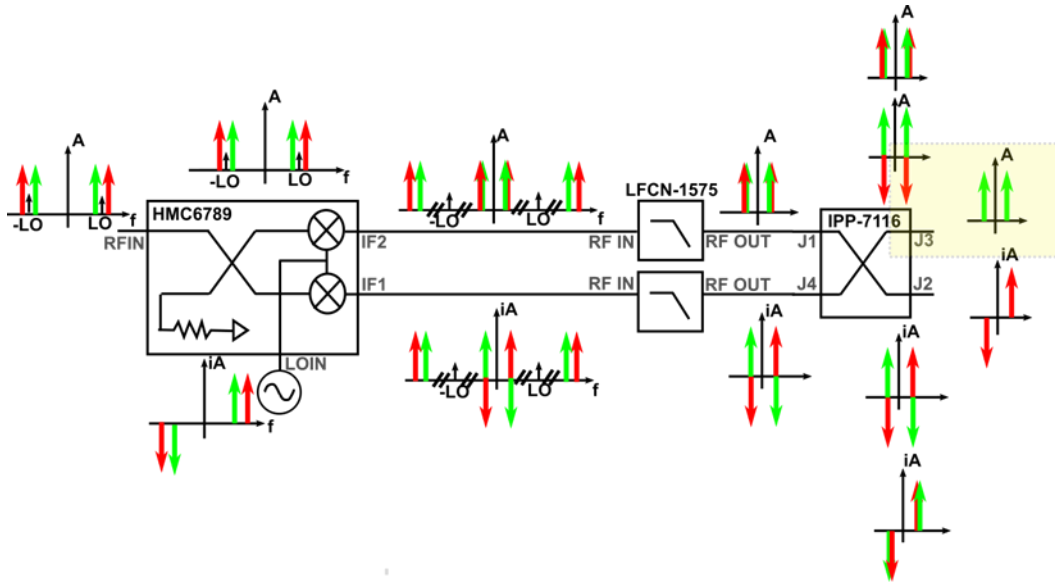 A
A
A
A
-LO
LO
f
A
-LO
LO
f
HMC6789
RFIN
IF2
IF1
LOIN
-LO
LO
f
LFCN-1575
A
RF IN
RF OUT
J1
IPP-7116
J3
A
RF IN
RF OUT
J4
J2
iA
iA
f
iA
-LO
LO
f
iA
iA
iA